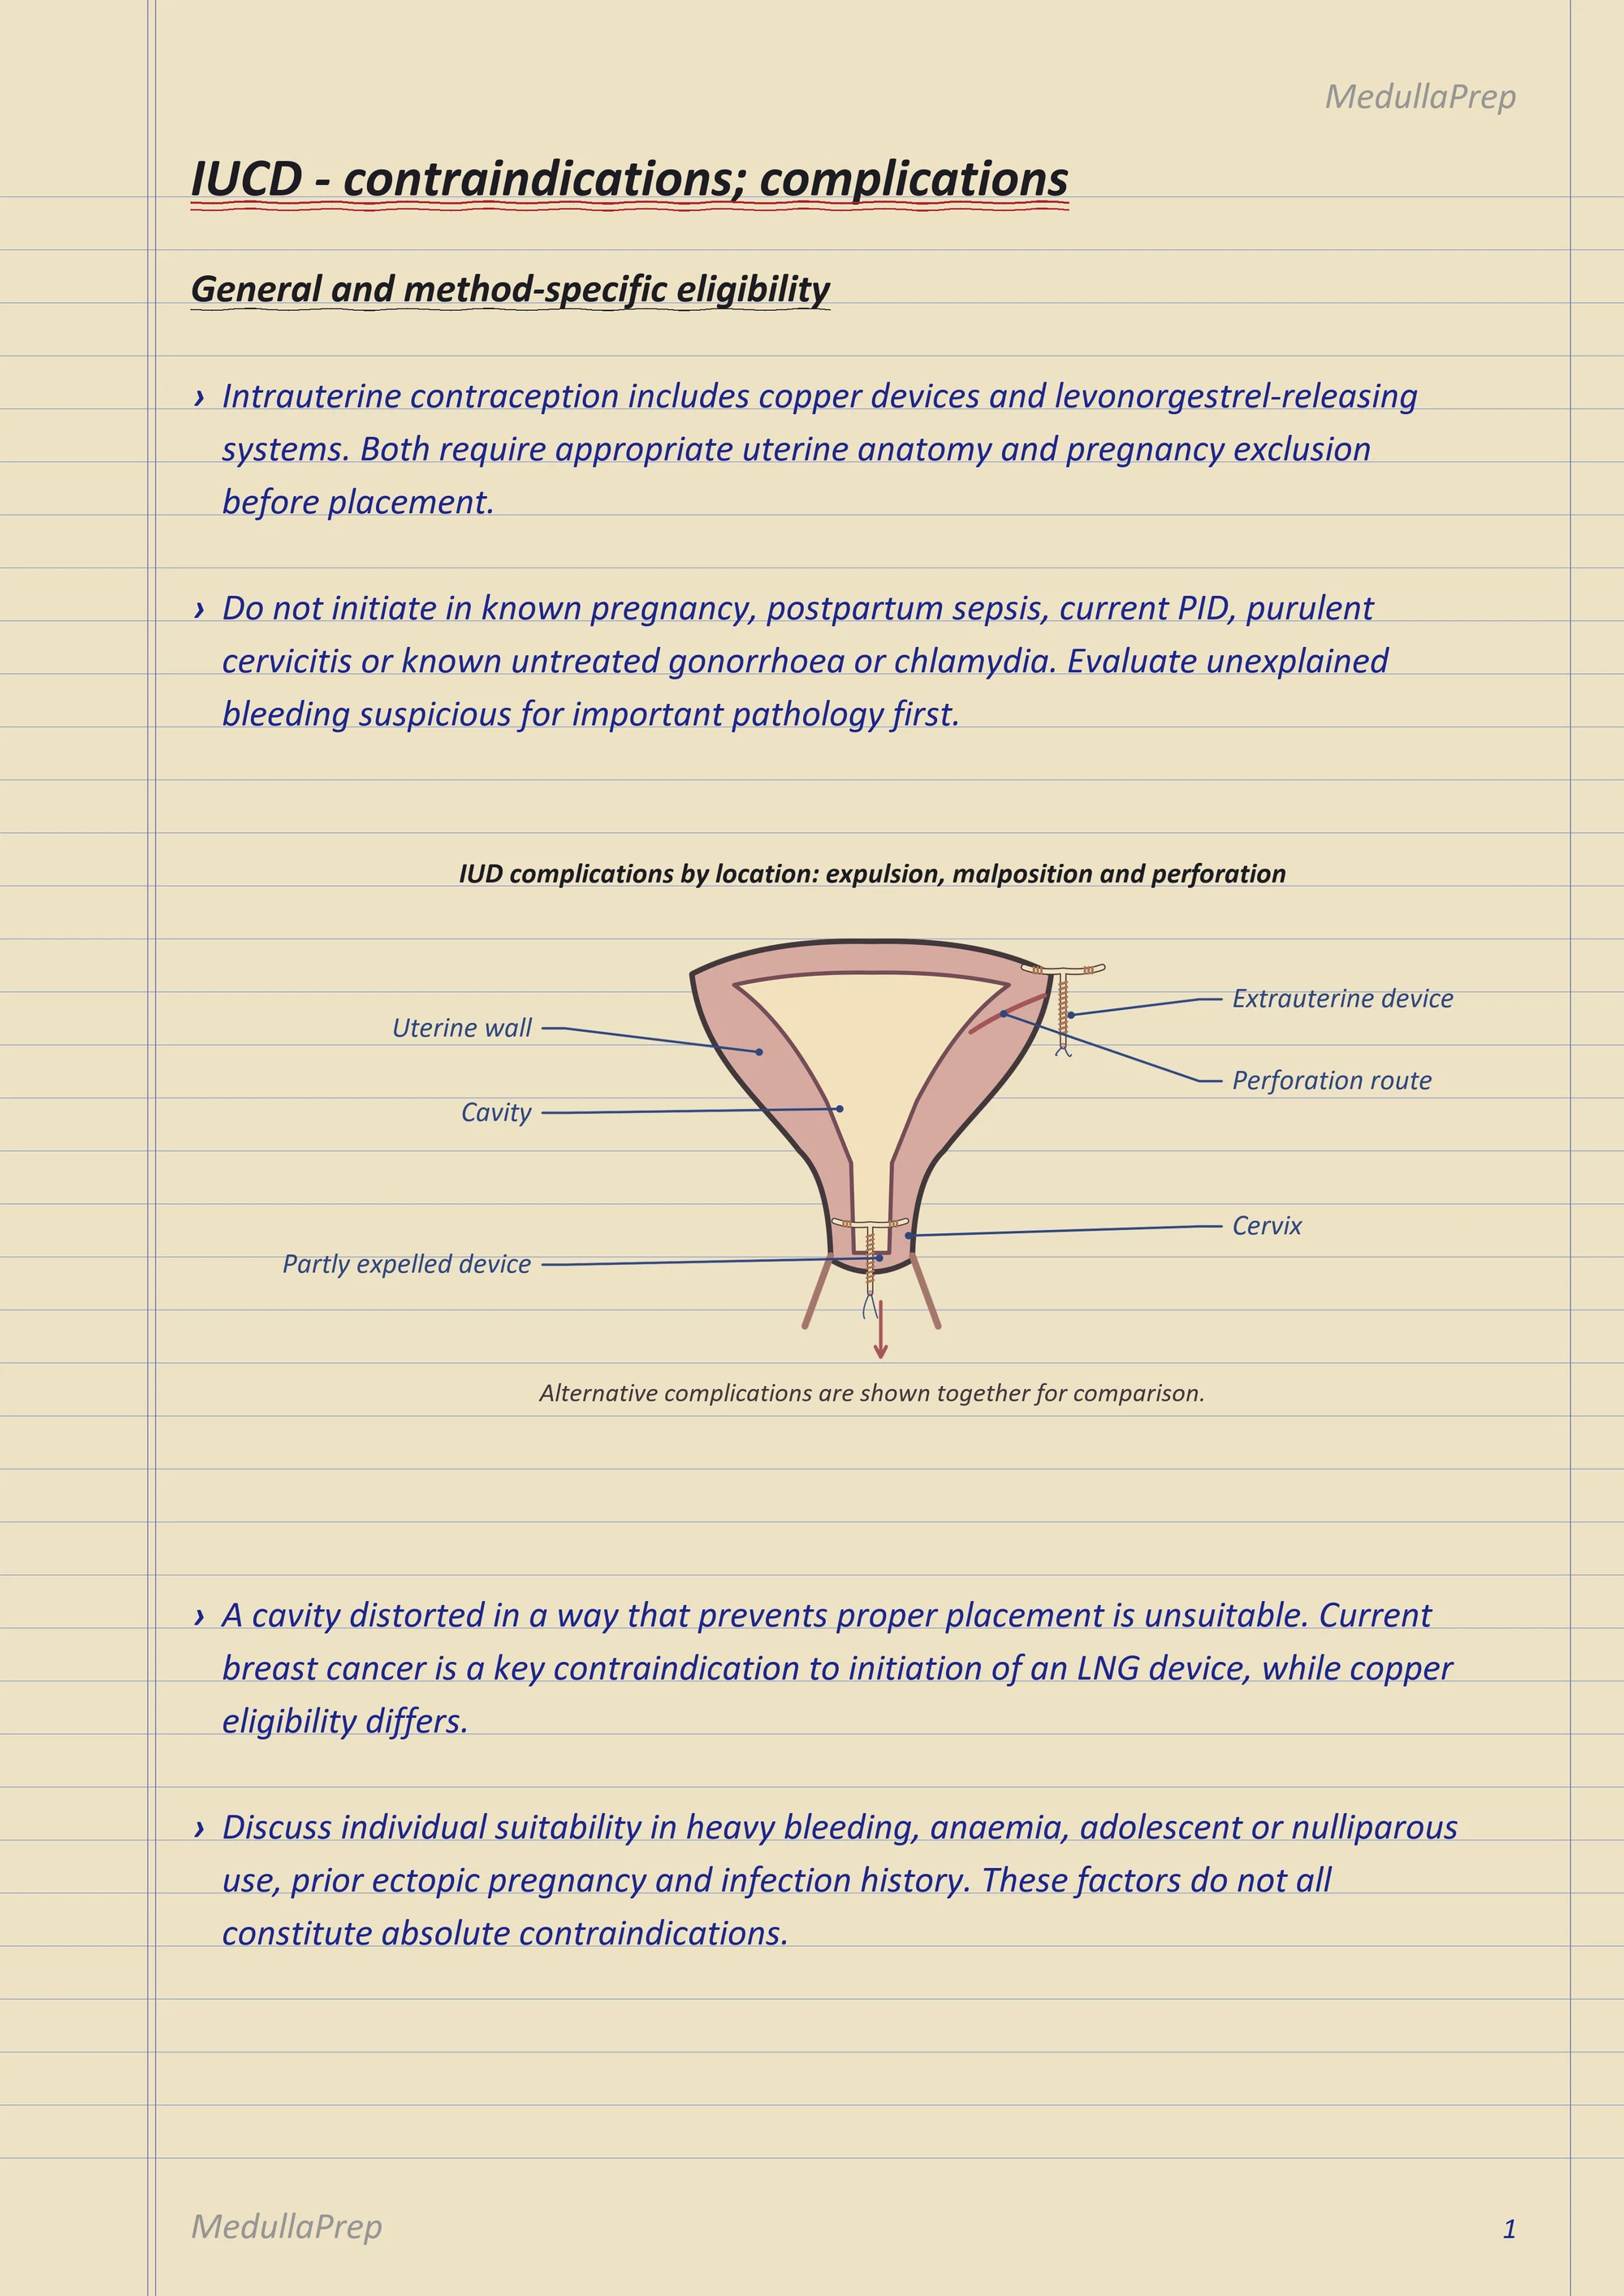 MedullaPrep
IUCD - contraindications; complications
General and method-specific eligibility
› Intrauterine contraception includes copper devices and levonorgestrel-releasing
systems. Both require appropriate uterine anatomy and pregnancy exclusion
before placement.
› Do not initiate in known pregnancy, postpartum sepsis, current PID, purulent
cervicitis or known untreated gonorrhoea or chlamydia. Evaluate unexplained
bleeding suspicious for important pathology first.
IUD complications by location: expulsion, malposition and perforation
Extrauterine device
Uterine wall
Perforation route
Cavity
Cervix
Partly expelled device
Alternative complications are shown together for comparison.
› A cavity distorted in a way that prevents proper placement is unsuitable. Current
breast cancer is a key contraindication to initiation of an LNG device, while copper
eligibility differs.
› Discuss individual suitability in heavy bleeding, anaemia, adolescent or nulliparous
use, prior ectopic pregnancy and infection history. These factors do not all
constitute absolute contraindications.
MedullaPrep
1